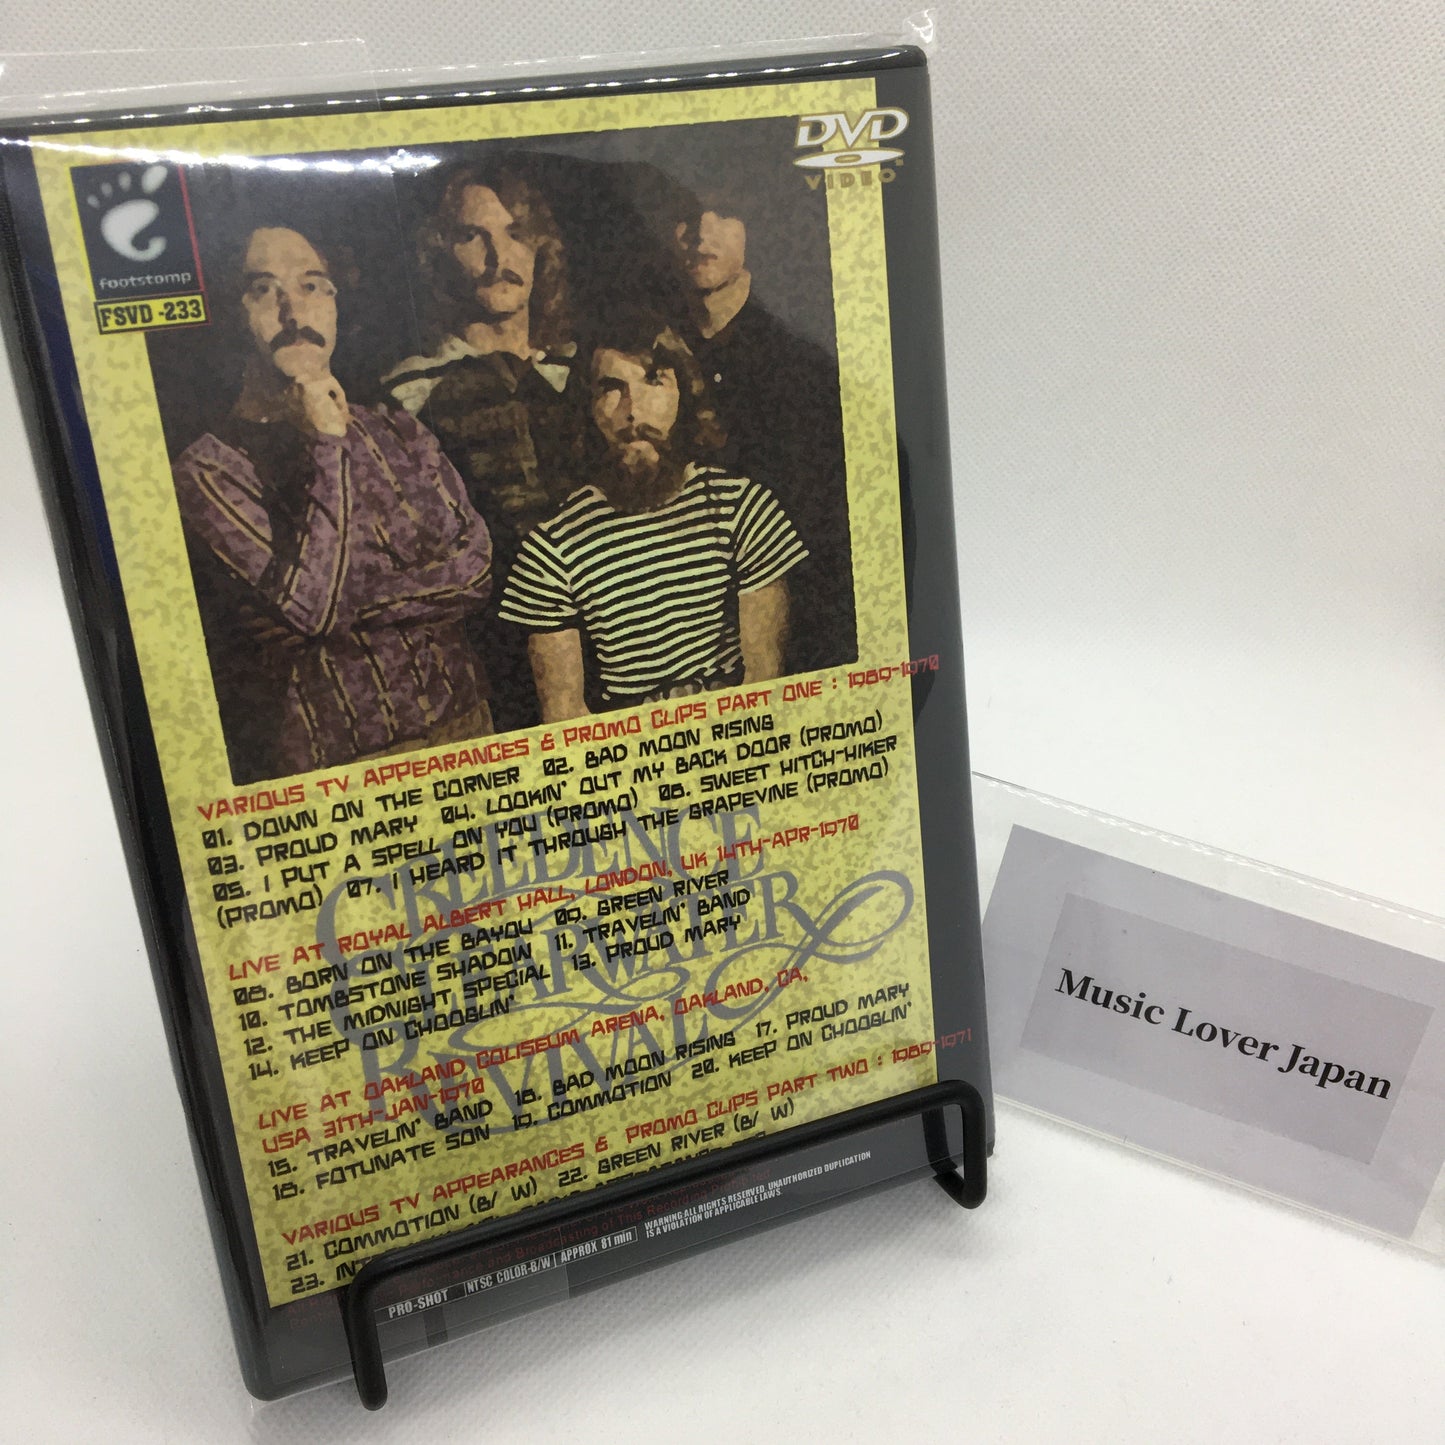 DVD
VIDEO
footstomp
FSVD -233
VARIOUS TV APPEARANCES & PROMO CLIPS PART ONE : 1969-1970
01. DOWN ON THE CORNER 02. BAD MOON RISING
03. PROUD MARY 04. LOOKIN' OUT MY BACK DOOR (PROMO)
05. I PUT A SPELL ON YOU (PROMO) 06. SWEET HITCH-HIKER
(PROMO) 07. I HEARD IT THROUGH THE GRAPEVINE (PROMO)
LIVE AT ROYAL ALBERT HALL, LONDON, UK 14TH-APR-1970
08. BORN ON THE BAYOU 09. GREEN RIVER
10. TOMBSTONE SHADOW 11. TRAVELIN' BAND
12. THE MIDNIGHT SPECIAL 13. PROUD MARY
14. KEEP ON CHOOGLIN'
LIVE AT OAKLAND COLISEUM ARENA, OAKLAND, CA,
USA 31TH-JAN-1970
15. TRAVELIN' BAND 16. BAD MOON RISING 17. PROUD MARY
18. FOTUNATE SON 19. COMMOTION 20. KEEP ON CHOOGLIN'
VARIOUS TV APPEARANCES & PROMO CLIPS PART TWO : 1969-1971
21. COMMOTION (B/ W) 22. GREEN RIVER (B/ W)
23.
CREEDENCE
CLEARWATER
REVIVAL
and Broadcasting of This Recording
PRO-SHOT NTSC COLOR-B/W APPROX 81 min
WARNING:ALL RIGHTS RESERVED. UNAUTHORIZED DUPLICATION
IS A VIOLATION OF APPLICABLE LAWS.
Music Lover Japan